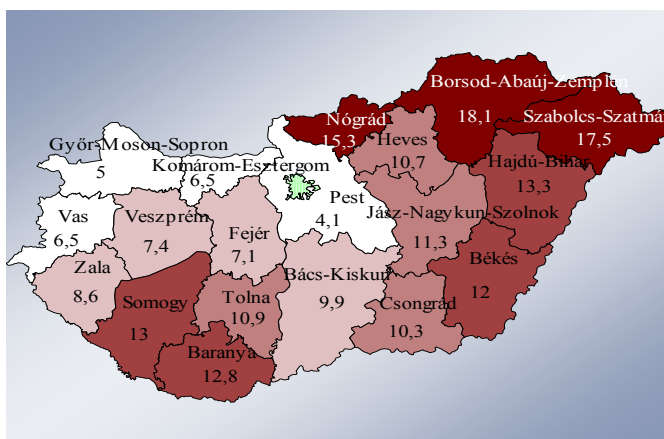 Borsod-Abaúj-Zemplén
18,1
Szabolcs-Szatmár
17,5
Nógrád
15,3
Heves
10,7
Hajdú-Bihar
13,3
Győr-Moson-Sopron
5
Komárom-Esztergom
6,5
Pest
4,1
Jász-Nagykun-Szolnok
11,3
Vas
6,5
Veszprém
7,4
Fejér
7,1
Békés
12
Zala
8,6
Bács-Kiskun
9,9
Somogy
13
Tolna
10,9
Csongrád
10,3
Baranya
12,8